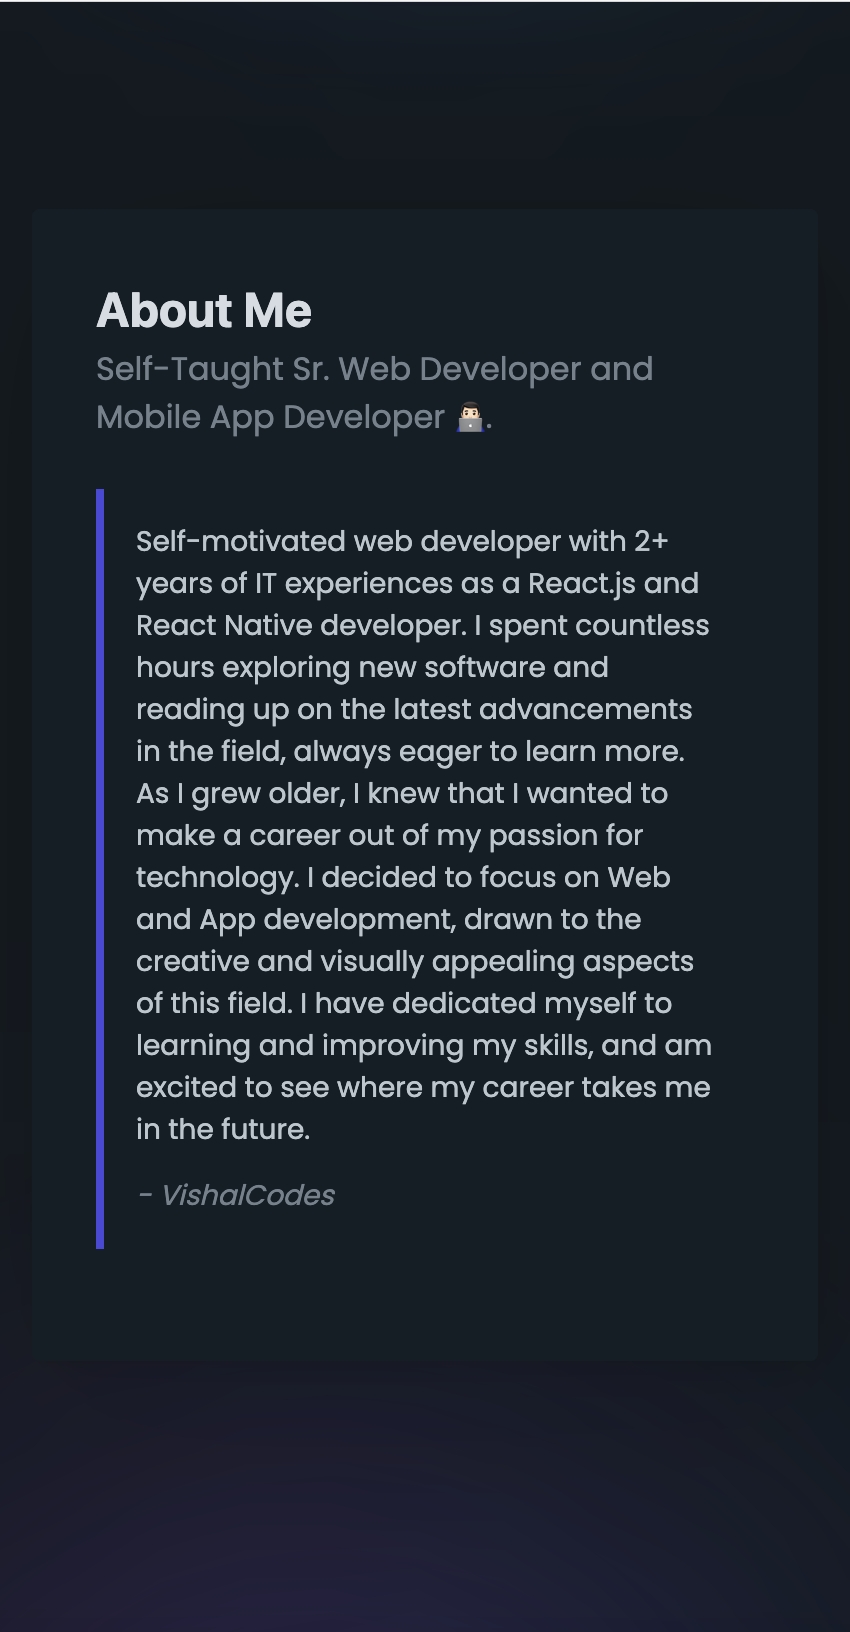 About Me
Self-Taught Sr. Web Developer and
Mobile App Developer 👨🏻‍💻.
Self-motivated web developer with 2+
years of IT experiences as a React.js and
React Native developer. I spent countless
hours exploring new software and
reading up on the latest advancements
in the field, always eager to learn more.
As I grew older, I knew that I wanted to
make a career out of my passion for
technology. I decided to focus on Web
and App development, drawn to the
creative and visually appealing aspects
of this field. I have dedicated myself to
learning and improving my skills, and am
excited to see where my career takes me
in the future.
- VishalCodes